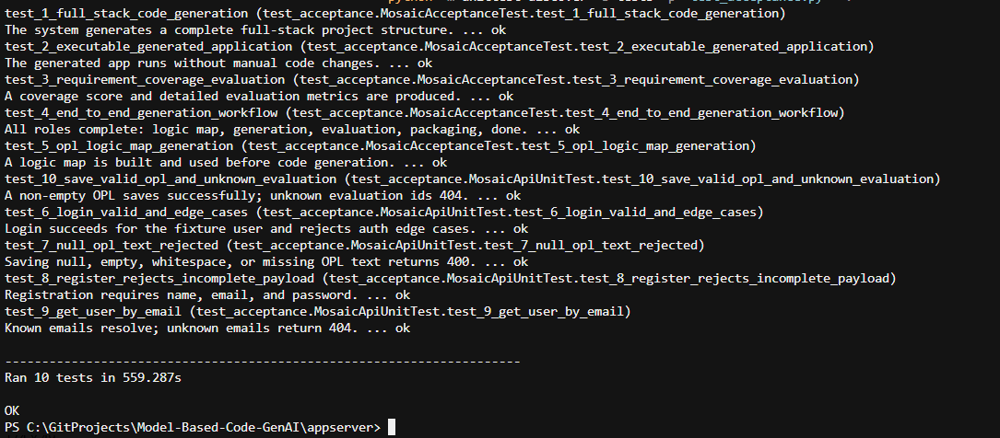 test_1_full_stack_code_generation (test_acceptance.MosaicAcceptanceTest.test_1_full_stack_code_generation)
The system generates a complete full-stack project structure. ... ok
test_2_executable_generated_application (test_acceptance.MosaicAcceptanceTest.test_2_executable_generated_application)
The generated app runs without manual code changes. ... ok
test_3_requirement_coverage_evaluation (test_acceptance.MosaicAcceptanceTest.test_3_requirement_coverage_evaluation)
A coverage score and detailed evaluation metrics are produced. ... ok
test_4_end_to_end_generation_workflow (test_acceptance.MosaicAcceptanceTest.test_4_end_to_end_generation_workflow)
All roles complete: logic map, generation, evaluation, packaging, done. ... ok
test_5_opl_logic_map_generation (test_acceptance.MosaicAcceptanceTest.test_5_opl_logic_map_generation)
A logic map is built and used before code generation. ... ok
test_10_save_valid_opl_and_unknown_evaluation (test_acceptance.MosaicApiUnitTest.test_10_save_valid_opl_and_unknown_evaluation)
A non-empty OPL saves successfully; unknown evaluation ids 404. ... ok
test_6_login_valid_and_edge_cases (test_acceptance.MosaicApiUnitTest.test_6_login_valid_and_edge_cases)
Login succeeds for the fixture user and rejects auth edge cases. ... ok
test_7_null_opl_text_rejected (test_acceptance.MosaicApiUnitTest.test_7_null_opl_text_rejected)
Saving null, empty, whitespace, or missing OPL text returns 400. ... ok
test_8_register_rejects_incomplete_payload (test_acceptance.MosaicApiUnitTest.test_8_register_rejects_incomplete_payload)
Registration requires name, email, and password. ... ok
test_9_get_user_by_email (test_acceptance.MosaicApiUnitTest.test_9_get_user_by_email)
Known emails resolve; unknown emails return 404. ... ok
----------------------------------------------------------------------
Ran 10 tests in 559.287s
OK
PS C:\GitProjects\Model-Based-Code-GenAI\appserver>